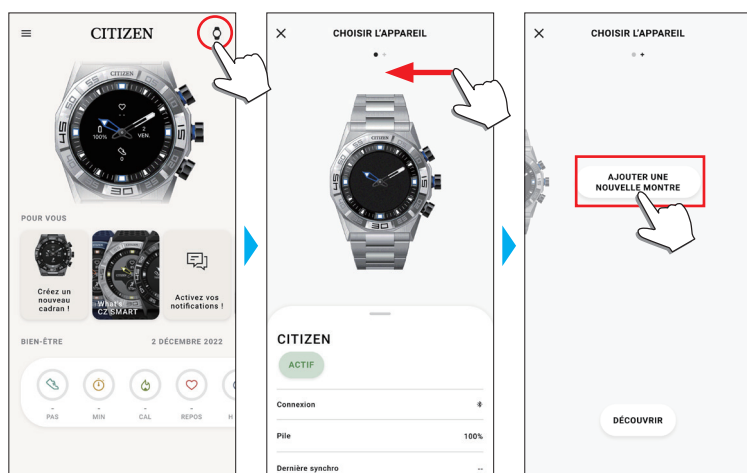 CITIZEN
CITIZEN
100%
2
VEN.
--
0
POUR VOUS
Créez un
nouveau
cadran !
What's
CZ SMART
Activez vos
notifications !
BIEN-ÊTRE
2 DÉCEMBRE 2022
-
PAS
-
MIN
-
CAL
-
REPOS
H
CHOISIR L'APPAREIL
CITIZEN
CITIZEN
ACTIF
Connexion
Pile
100%
Dernière synchro
--
CHOISIR L'APPAREIL
AJOUTER UNE
NOUVELLE MONTRE
DÉCOUVRIR